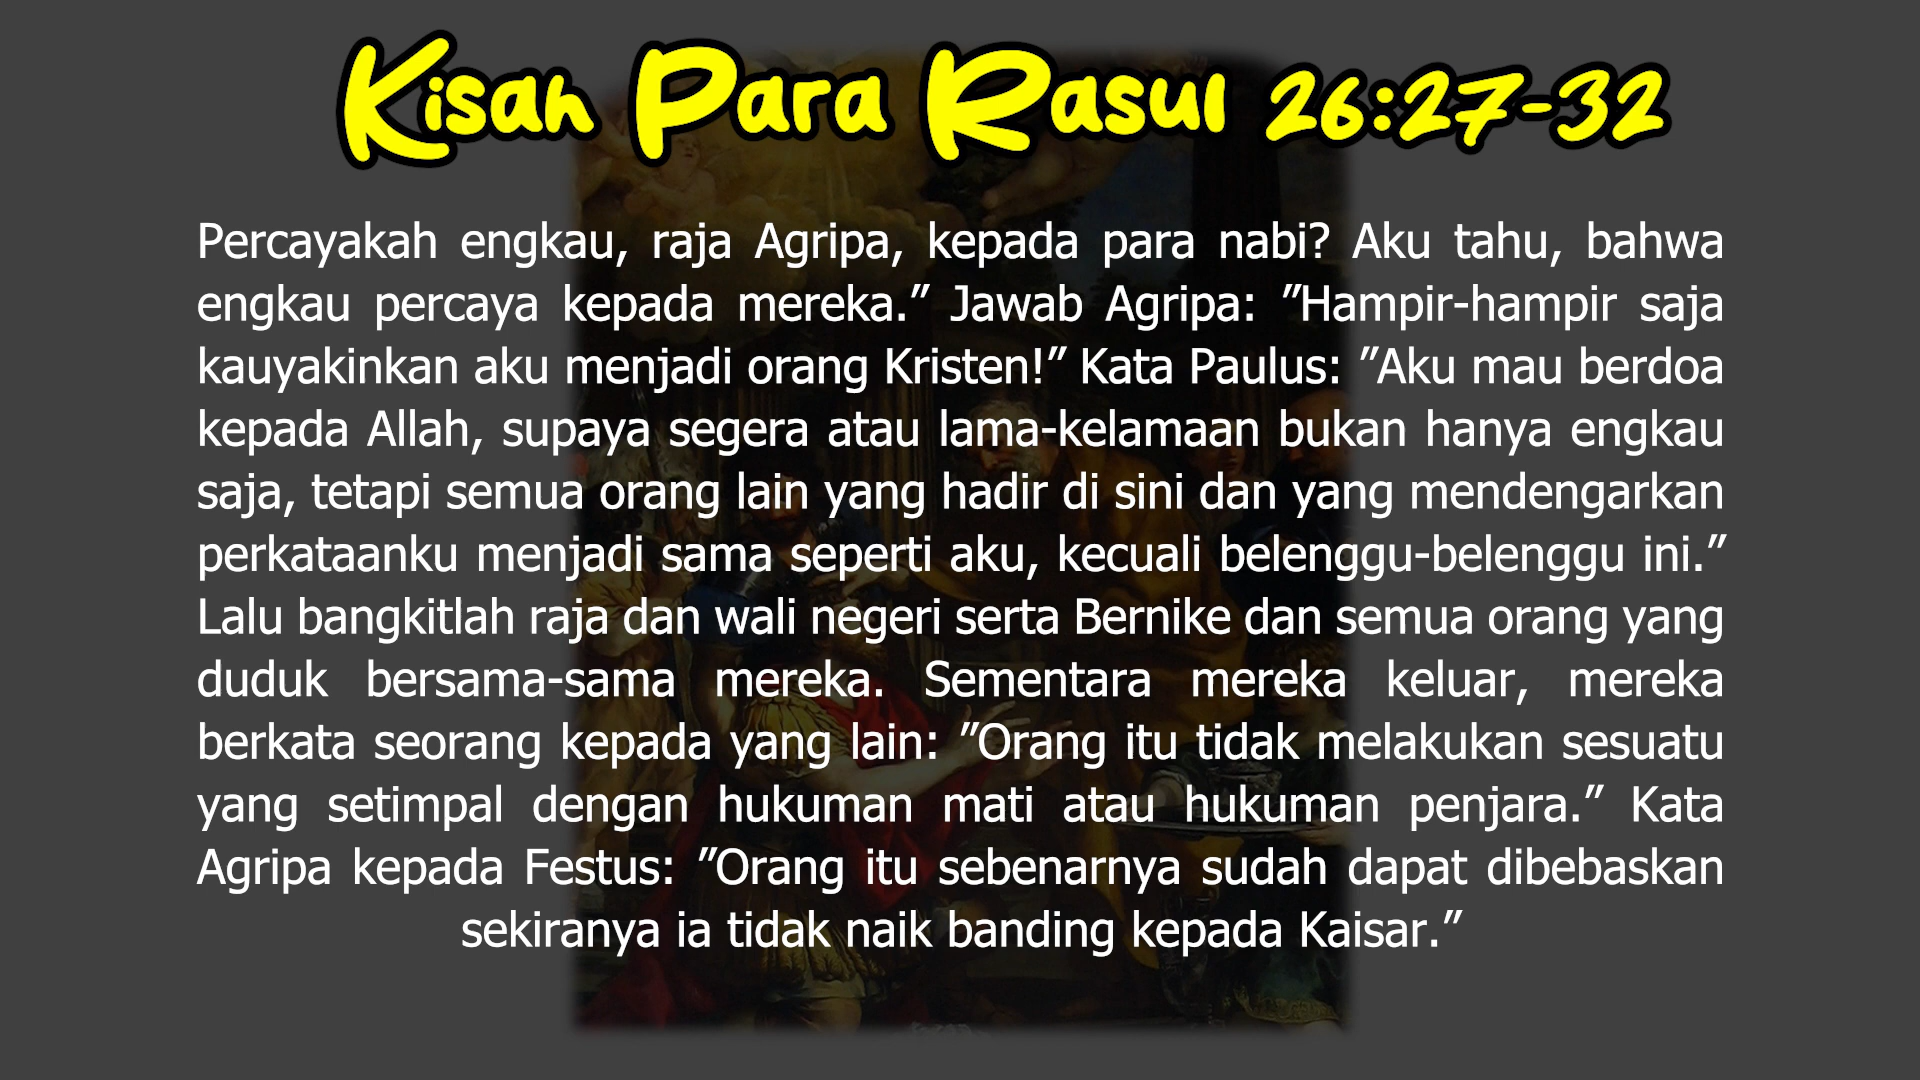 Kisah Para Rasul 26:27-32
Percayakah engkau, raja Agripa, kepada para nabi? Aku tahu, bahwa
engkau percaya kepada mereka.” Jawab Agripa: ”Hampir-hampir saja
kauyakinkan aku menjadi orang Kristen!” Kata Paulus: ”Aku mau berdoa
kepada Allah, supaya segera atau lama-kelamaan bukan hanya engkau
saja, tetapi semua orang lain yang hadir di sini dan yang mendengarkan
perkataanku menjadi sama seperti aku, kecuali belenggu-belenggu ini.”
Lalu bangkitlah raja dan wali negeri serta Bernike dan semua orang yang
duduk bersama-sama mereka. Sementara mereka keluar, mereka
berkata seorang kepada yang lain: ”Orang itu tidak melakukan sesuatu
yang setimpal dengan hukuman mati atau hukuman penjara.” Kata
Agripa kepada Festus: ”Orang itu sebenarnya sudah dapat dibebaskan
sekiranya ia tidak naik banding kepada Kaisar.”